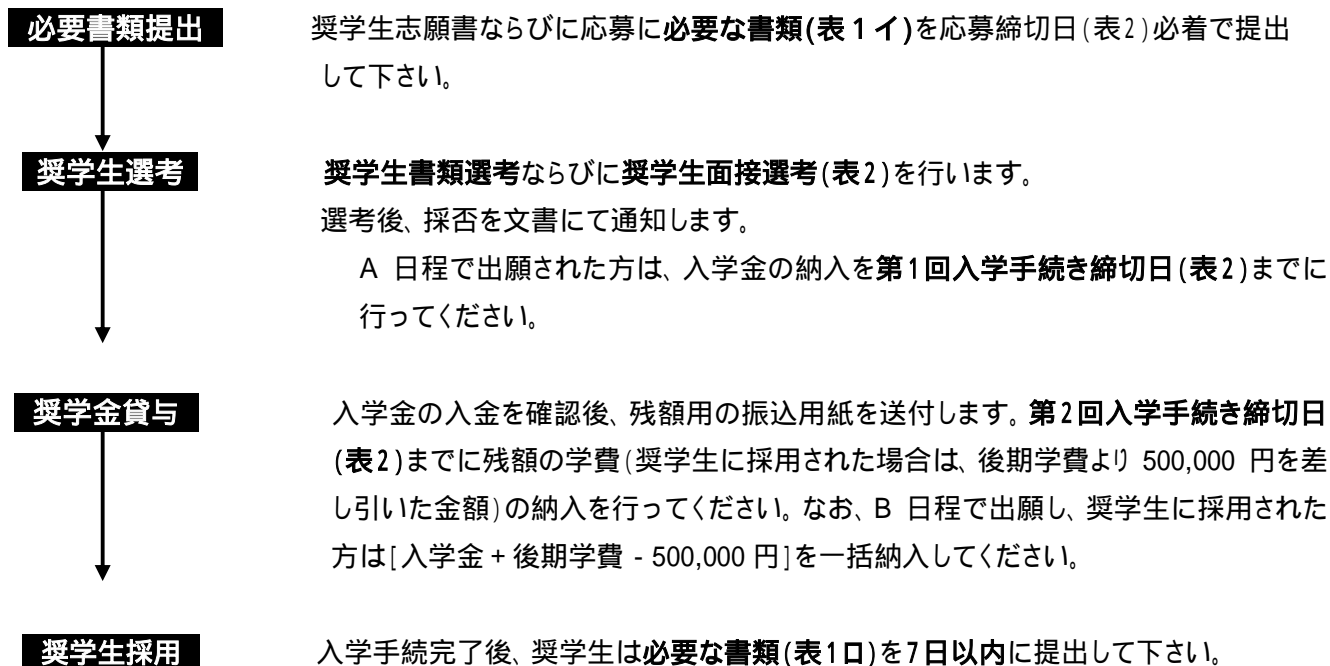 必要書類提出 奨学生志願書ならびに応募に必要な書類(表1イ)を応募締切日(表2)必着で提出
して下さい。
奨学生選考 奨学生書類選考ならびに奨学生面接選考(表2)を行います。
選考後、採否を文書にて通知します。
A 日程で出願された方は、入学金の納入を第1回入学手続き締切日(表2)までに
行ってください。
奨学金貸与 入学金の入金を確認後、残額用の振込用紙を送付します。第2回入学手続き締切日
(表2)までに残額の学費(奨学生に採用された場合は、後期学費より 500,000 円を差
し引いた金額)の納入を行ってください。なお、B 日程で出願し、奨学生に採用された
方は[入学金 + 後期学費 - 500,000 円]を一括納入してください。
奨学生採用 入学手続完了後、奨学生は必要な書類(表1ロ)を7日以内に提出して下さい。